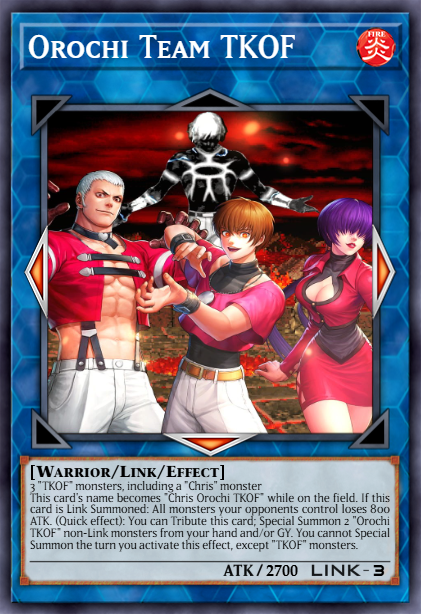 Orochi Team TKOF
FIRE
炎
[Warrior/Link/Effect]
3 "TKOF" monsters, including a "Chris" monster
This card's name becomes "Chris Orochi TKOF" while on the field. If this
card is Link Summoned: All monsters your opponents control loses 800
ATK. (Quick effect): You can Tribute this card; Special Summon 2 "Orochi
TKOF" non-Link monsters from your hand and/or GY. You cannot Special
Summon the turn you activate this effect, except "TKOF" monsters.
ATK / 2700 LINK-3